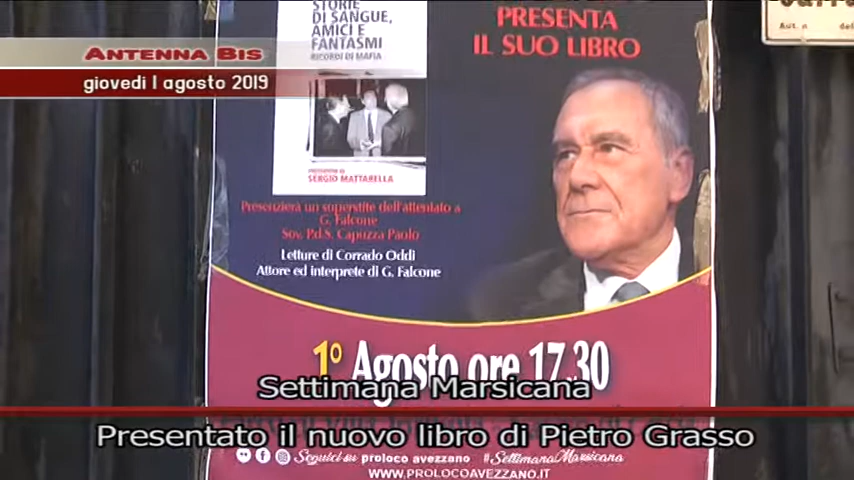 STORIE
DI SANGUE,
AMICI E
FANTASMI
RICORDI DI MAFIA
PRESENTA
IL SUO LIBRO
ANTENNA BIS
giovedì 1 agosto 2019
SERGIO MATTARELLA
Presenzierà un superstite dell'attentato a
G. Falcone
Sov. P.d.S. Capuzza Paolo
Letture di Corrado Oddi
Attore ed interprete di G. Falcone
1° Agosto ore 17.30
Settimana Marsicana
Presentato il nuovo libro di Pietro Grasso
Seguici su proloco avezzano #Settimana Marsicana
WWW.PROLOCOAVEZZANO.IT